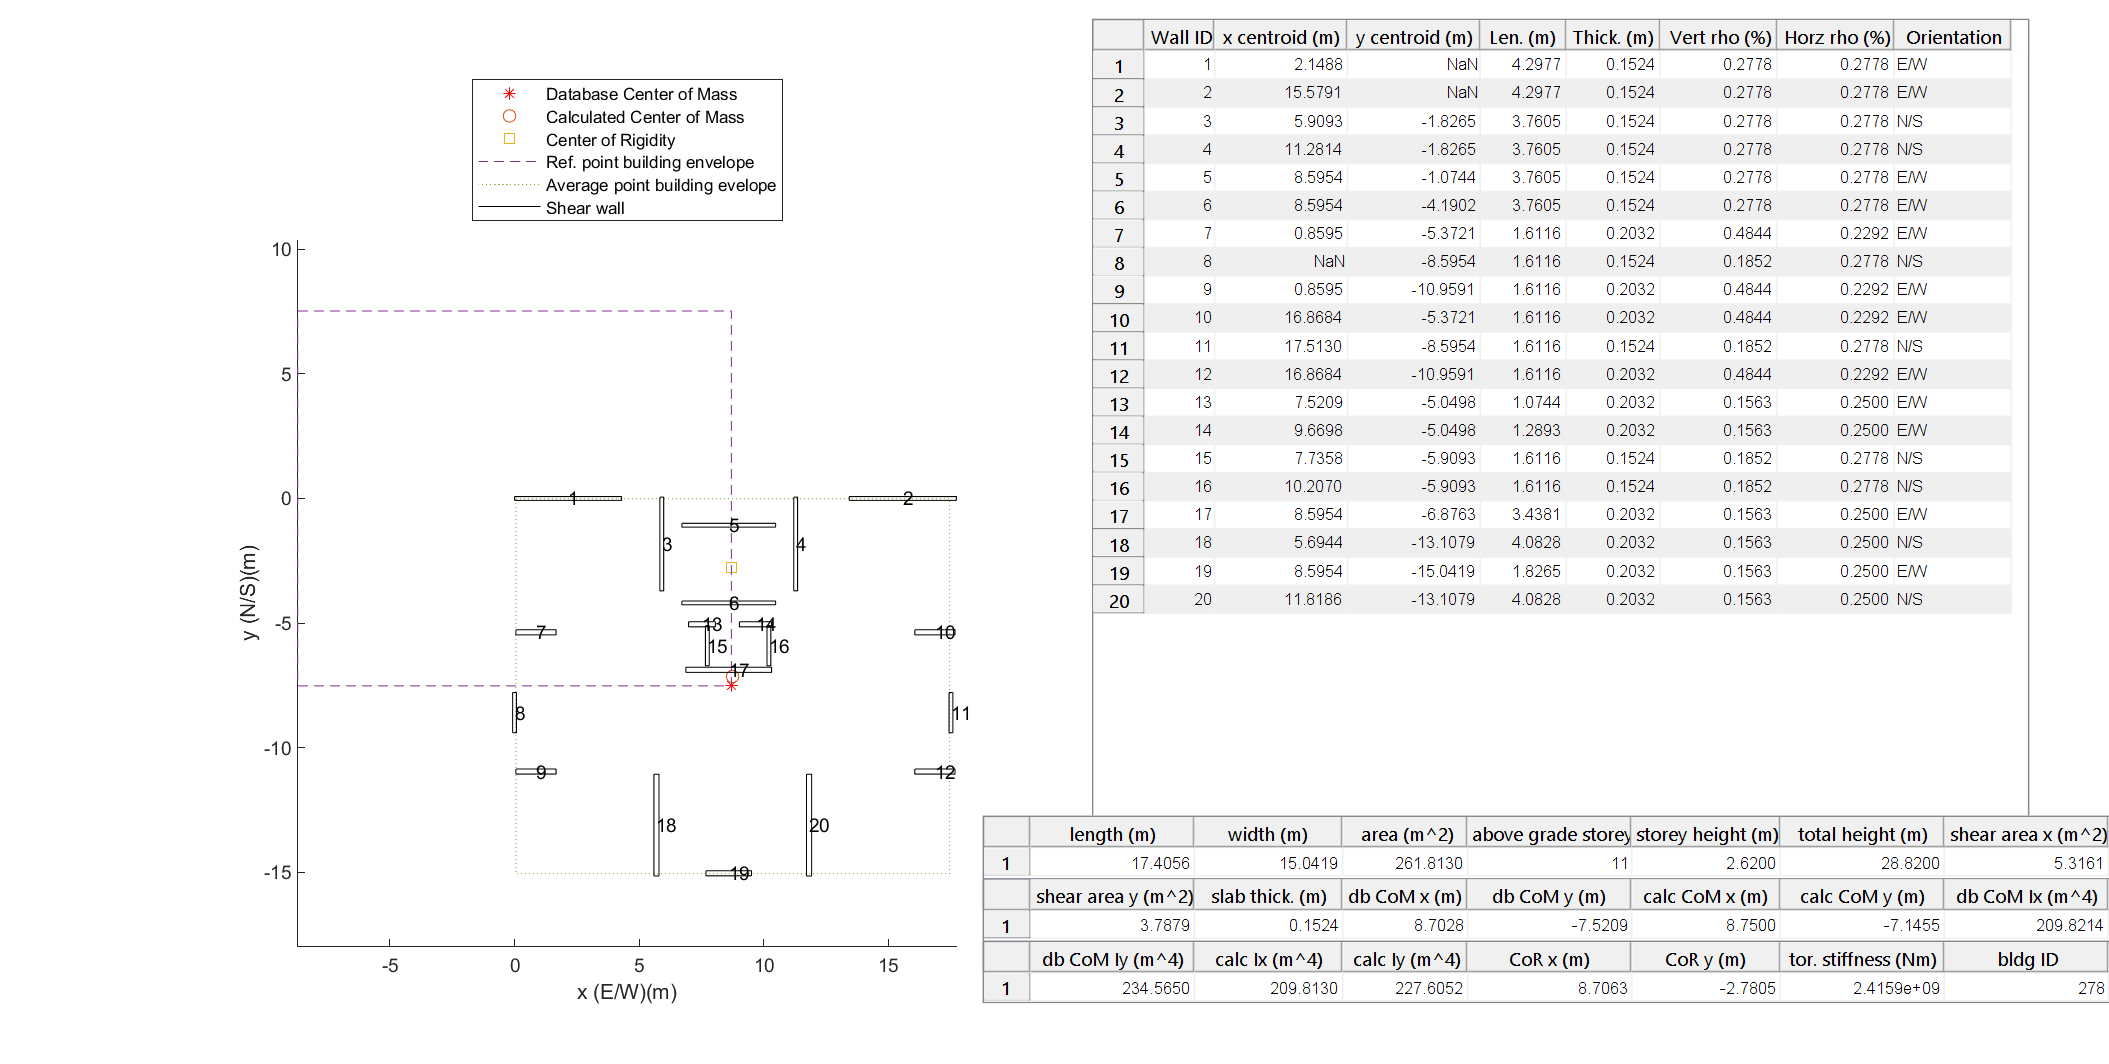 Database Center of Mass
Calculated Center of Mass
Center of Rigidity
Ref. point building envelope
Average point building evelope
Shear wall
10
5
0
-5
-10
-15
y (N/S)(m)
-5 0 5 10 15
x (E/W)(m)
1 2
5
3 4
6
13 14
7 10
15 16
17
8 11
9 12
18 20
19
Wall ID x centroid (m) y centroid (m) Len. (m) Thick. (m) Vert rho (%) Horz rho (%) Orientation
1 1 2.1488 NaN 4.2977 0.1524 0.2778 0.2778 E/W
2 2 15.5791 NaN 4.2977 0.1524 0.2778 0.2778 E/W
3 3 5.9093 -1.8265 3.7605 0.1524 0.2778 0.2778 N/S
4 4 11.2814 -1.8265 3.7605 0.1524 0.2778 0.2778 N/S
5 5 8.5954 -1.0744 3.7605 0.1524 0.2778 0.2778 E/W
6 6 8.5954 -4.1902 3.7605 0.1524 0.2778 0.2778 E/W
7 7 0.8595 -5.3721 1.6116 0.2032 0.4844 0.2292 E/W
8 8 NaN -8.5954 1.6116 0.1524 0.1852 0.2778 N/S
9 9 0.8595 -10.9591 1.6116 0.2032 0.4844 0.2292 E/W
10 10 16.8684 -5.3721 1.6116 0.2032 0.4844 0.2292 E/W
11 11 17.5130 -8.5954 1.6116 0.1524 0.1852 0.2778 N/S
12 12 16.8684 -10.9591 1.6116 0.2032 0.4844 0.2292 E/W
13 13 7.5209 -5.0498 1.0744 0.2032 0.1563 0.2500 E/W
14 14 9.6698 -5.0498 1.2893 0.2032 0.1563 0.2500 E/W
15 15 7.7358 -5.9093 1.6116 0.1524 0.1852 0.2778 N/S
16 16 10.2070 -5.9093 1.6116 0.1524 0.1852 0.2778 N/S
17 17 8.5954 -6.8763 3.4381 0.2032 0.1563 0.2500 E/W
18 18 5.6944 -13.1079 4.0828 0.2032 0.1563 0.2500 N/S
19 19 8.5954 -15.0419 1.8265 0.2032 0.1563 0.2500 E/W
20 20 11.8186 -13.1079 4.0828 0.2032 0.1563 0.2500 N/S
length (m) width (m) area (m^2) above grade storey storey height (m) total height (m) shear area x (m^2)
1 17.4056 15.0419 261.8130 11 2.6200 28.8200 5.3161
shear area y (m^2) slab thick. (m) db CoM x (m) db CoM y (m) calc CoM x (m) calc CoM y (m) db CoM Ix (m^4)
1 3.7879 0.1524 8.7028 -7.5209 8.7500 -7.1455 209.8214
db CoM Iy (m^4) calc Ix (m^4) calc Iy (m^4) CoR x (m) CoR y (m) tor. stiffness (Nm) bldg ID
1 234.5650 209.8130 227.6052 8.7063 -2.7805 2.4159e+09 278